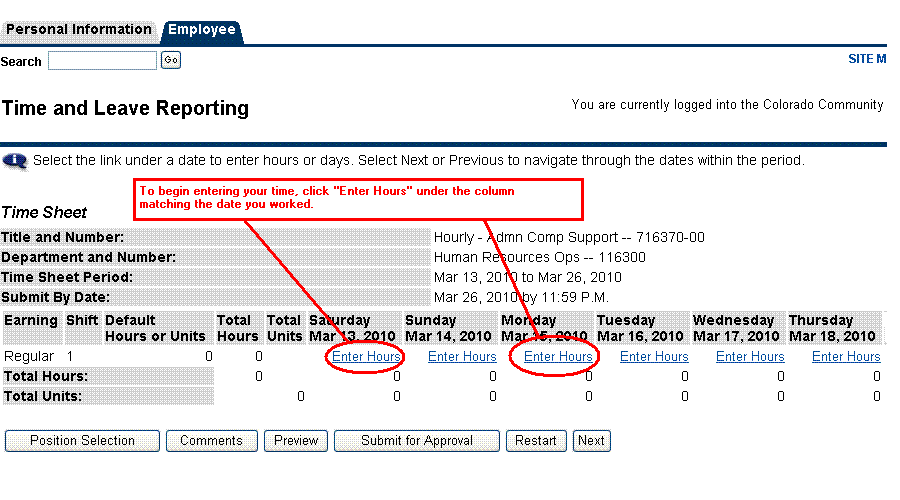 Personal Information Employee
Search Go SITE M
Time and Leave Reporting You are currently logged into the Colorado Community
Select the link under a date to enter hours or days. Select Next or Previous to navigate through the dates within the period.
To begin entering your time, click "Enter Hours" under the column
matching the date you worked.
Time Sheet
Title and Number: Hourly - Admn Comp Support -- 716370-00
Department and Number: Human Resources Ops -- 116300
Time Sheet Period: Mar 13, 2010 to Mar 26, 2010
Submit By Date: Mar 26, 2010 by 11:59 P.M.
Earning Shift Default Total Total Saturday Sunday Monday Tuesday Wednesday Thursday
Hours or Units Hours Units Mar 13, 2010 Mar 14, 2010 Mar 15, 2010 Mar 16, 2010 Mar 17, 2010 Mar 18, 2010
Regular 1 0 0 Enter Hours Enter Hours Enter Hours Enter Hours Enter Hours Enter Hours
Total Hours: 0 0 0 0 0 0 0
Total Units: 0 0 0 0 0 0 0
Position Selection Comments Preview Submit for Approval Restart Next